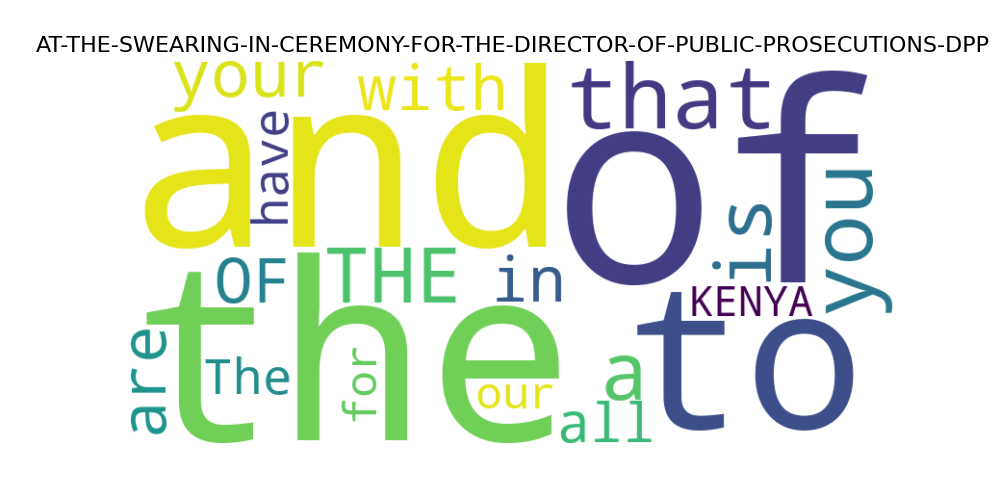 AT-THE-SWEARING-IN-CEREMONY-FOR-THE-DIRECTOR-OF-PUBLIC-PROSECUTIONS-DPP
your with that
and of
have
is
you
OF THE in
KENYA
the to
are
The
for
our
a
all